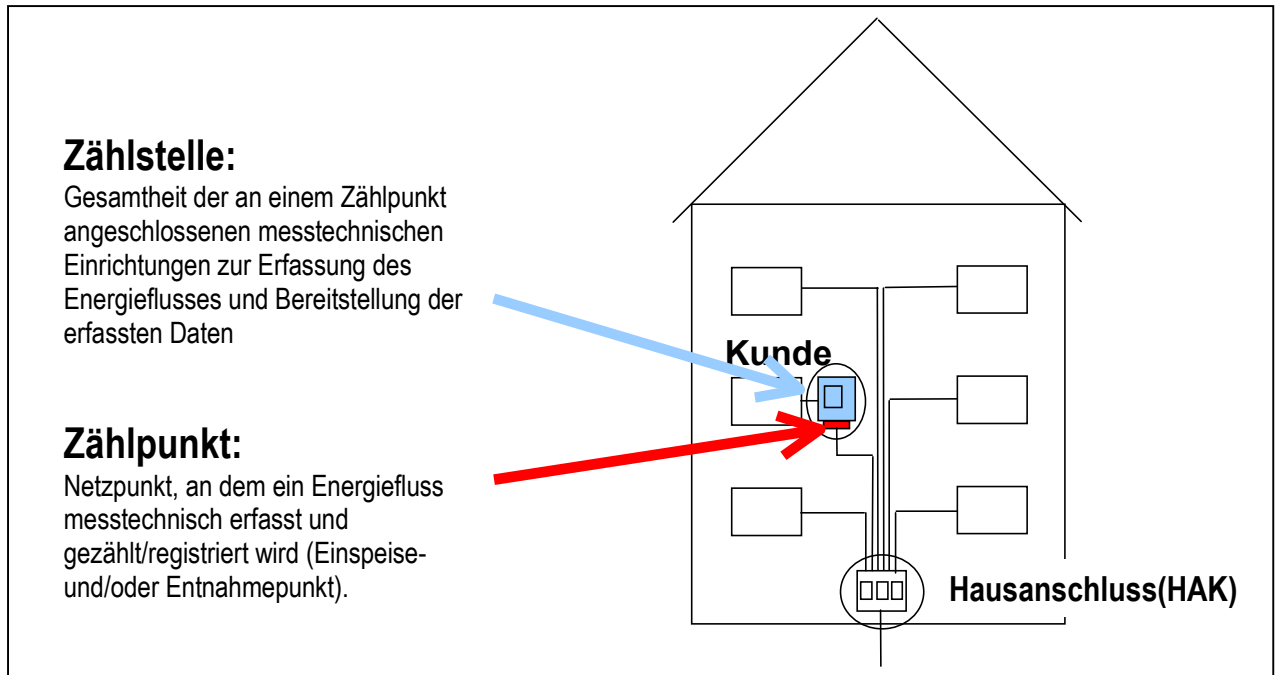 Zählstelle:
Gesamtheit der an einem Zählpunkt
angeschlossenen messtechnischen
Einrichtungen zur Erfassung des
Energieflusses und Bereitstellung der
erfassten Daten
Kunde
Zählpunkt:
Netzpunkt, an dem ein Energiefluss
messtechnisch erfasst und
gezählt/registriert wird (Einspeise-
und/oder Entnahmepunkt).
Hausanschluss(HAK)